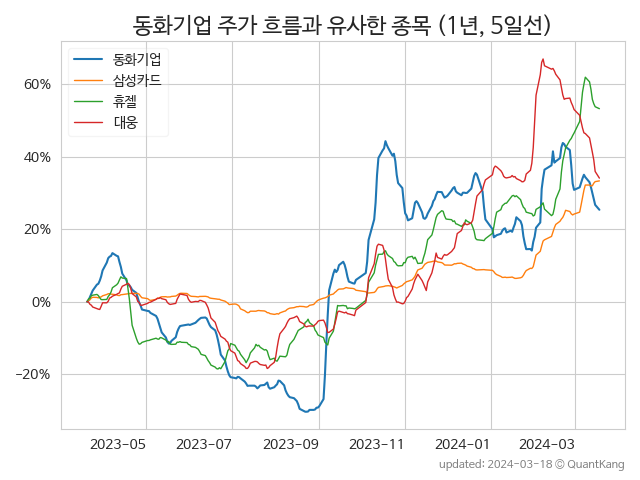 동화기업 주가 흐름과 유사한 종목 (1년, 5일선)
동화기업
삼성카드
휴젤
대웅
60%
40%
20%
0%
−20%
2023-05 2023-07 2023-09 2023-11 2024-01 2024-03
updated: 2024-03-18 © QuantKang